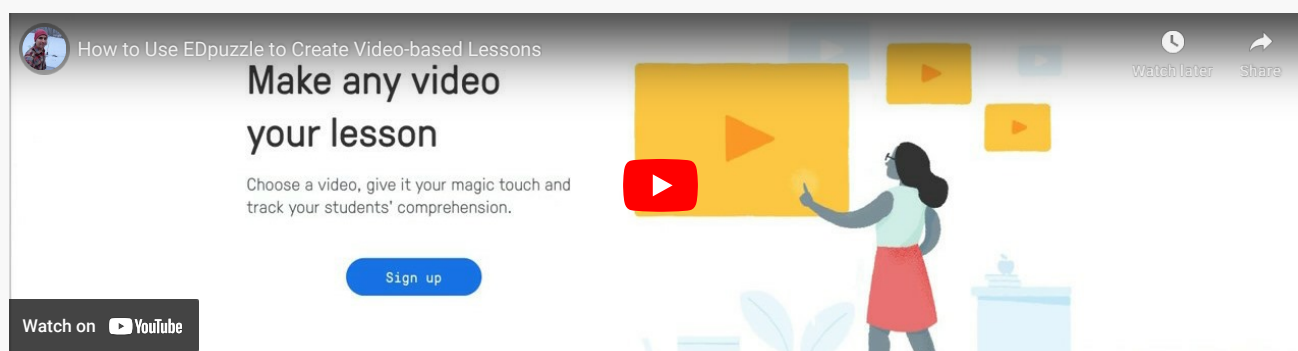 How to Use EDpuzzle to Create Video-based Lessons
Watch later
Share
Make any video
your lesson
Choose a video, give it your magic touch and
track your students' comprehension.
Sign up
Watch on YouTube